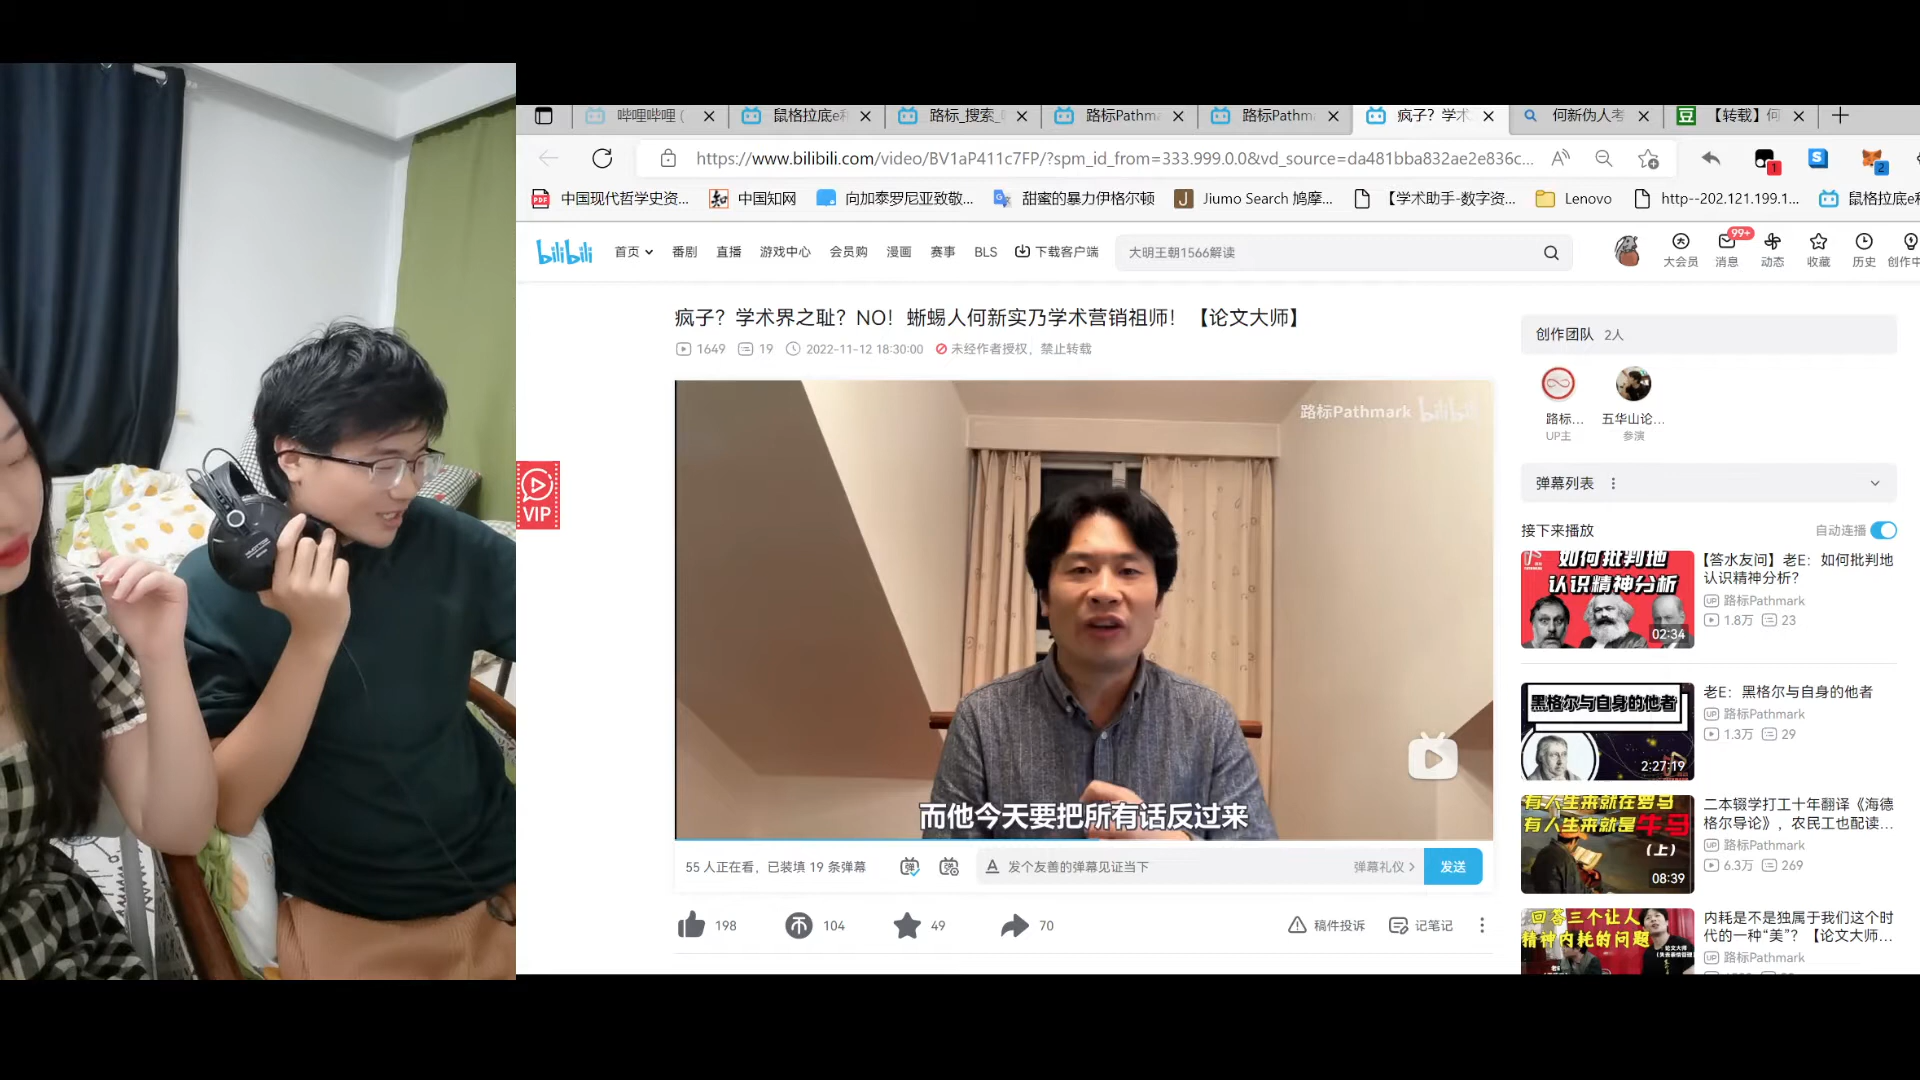 哔哩哔哩 (
鼠格拉底e和
路标_搜索_
路标Pathm
路标Pathm
疯子？学术
何新伪人考
【转载】何
https://www.bilibili.com/video/BV1aP411c7FP/?spm_id_from=333.999.0.0&vd_source=da481bba832ae2e836c...
中国现代哲学史资...
中国知网
向加泰罗尼亚致敬...
甜蜜的暴力伊格尔顿
Jiumo Search 鸠摩...
【学术助手-数字资...
Lenovo
http--202.121.199.1...
鼠格拉底e和
bilibili
首页
番剧
直播
游戏中心
会员购
漫画
赛事
BLS
下载客户端
大明王朝1566解读
大会员
99+
消息
动态
收藏
历史
创作中
疯子？学术界之耻？NO！蜥蜴人何新实乃学术营销祖师！【论文大师】
1649
19
2022-11-12 18:30:00
未经作者授权，禁止转载
路标Pathmark bilibili
而他今天要把所有话反过来
VIP
55 人正在看，已装填 19 条弹幕
发个友善的弹幕见证当下
弹幕礼仪
发送
198
104
49
70
稿件投诉
记笔记
创作团队 2人
路标...
UP主
五华山论...
参演
弹幕列表
接下来播放
自动连播
如何批判地
认识精神分析
02:34
【答水友问】老E：如何批判地
认识精神分析？
路标Pathmark
1.8万 23
黑格尔与自身的他者
2:27:19
老E：黑格尔与自身的他者
路标Pathmark
1.3万 29
有人生来就在罗马
有人生来就是牛马
(上)
08:39
二本辍学打工十年翻译《海德
格尔导论》，农民工也配读...
路标Pathmark
6.3万 269
回答三个让人
精神内耗的问题
论文大师
内耗是不是独属于我们这个时
代的一种“美”？【论文大师...
路标Pathmark